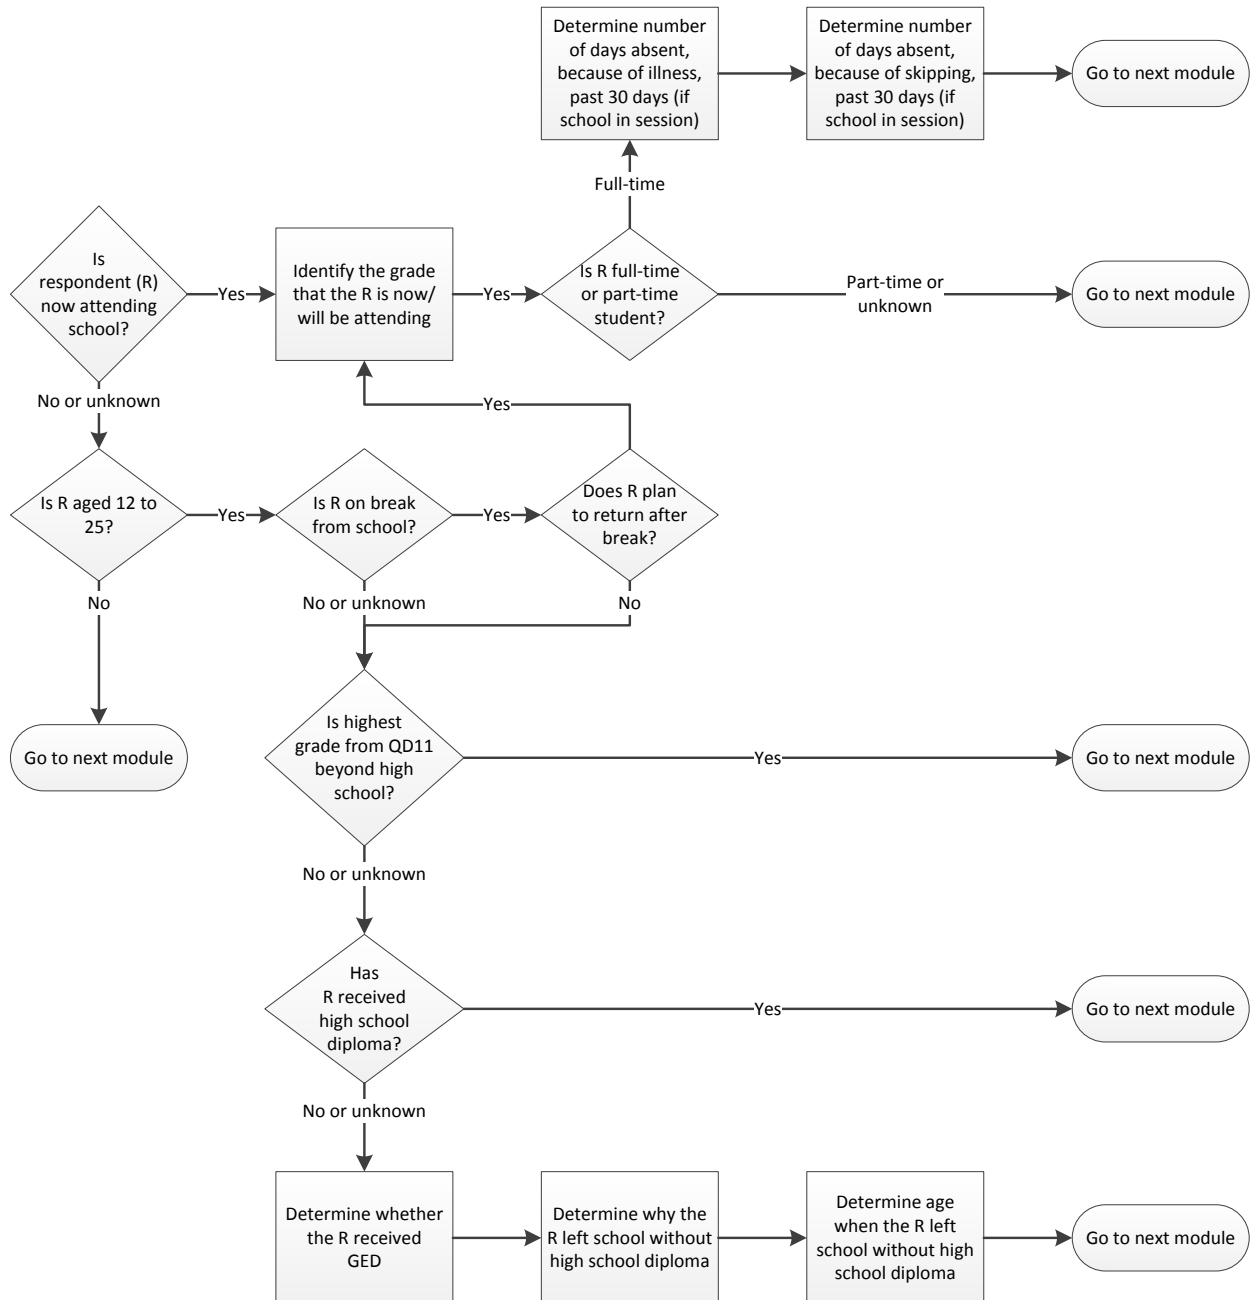 Determine number
of days absent,
because of illness,
past 30 days (if
school in session)
Determine number
of days absent,
because of skipping,
past 30 days (if
school in session)
Go to next module
Full-time
Is
respondent (R)
now attending
school?
Yes
Identify the grade
that the R is now/
will be attending
Yes
Is R full-time
or part-time
student?
Part-time or
unknown
Go to next module
No or unknown
Yes
Is R aged 12 to
25?
Yes
Is R on break
from school?
Yes
Does R plan
to return after
break?
No
No or unknown
No
Go to next module
Is highest
grade from QD11
beyond high
school?
Yes
Go to next module
No or unknown
Has
R received
high school
diploma?
Yes
Go to next module
No or unknown
Determine whether
the R received
GED
Determine why the
R left school without
high school diploma
Determine age
when the R left
school without high
school diploma
Go to next module